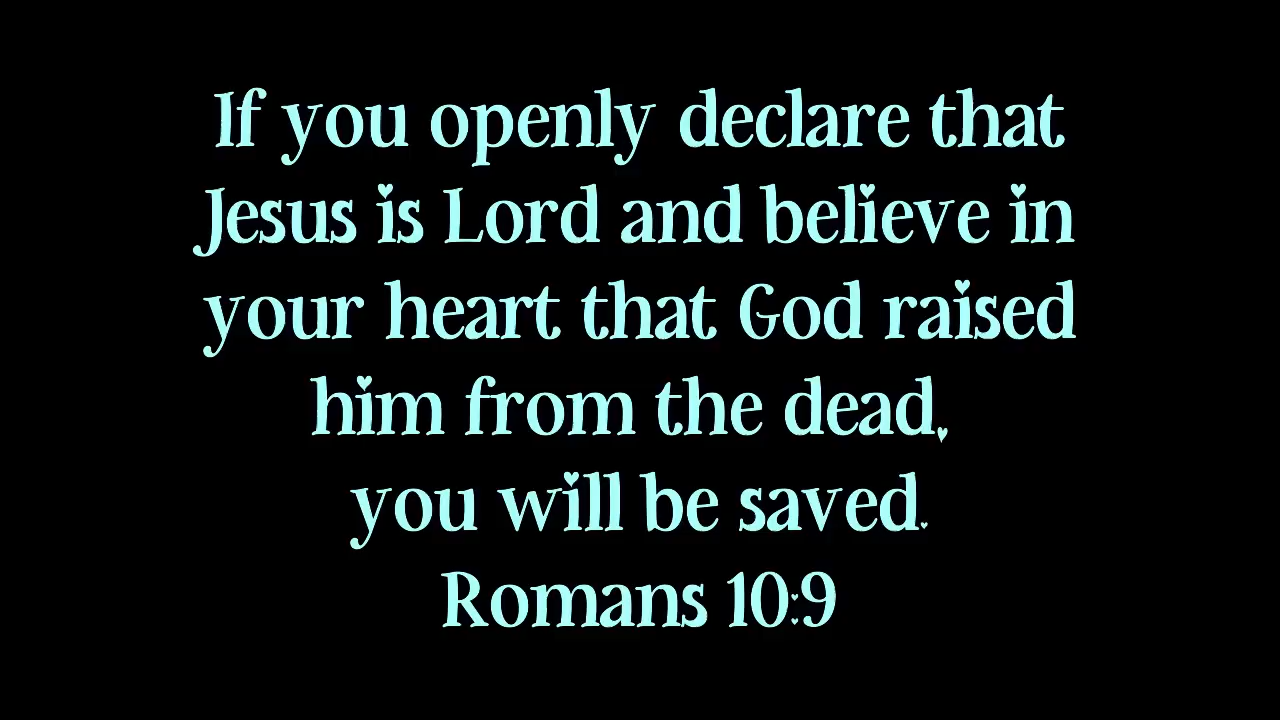 If you openly declare that
Jesus is Lord and believe in
your heart that God raised
him from the dead,
you will be saved.
Romans 10:9